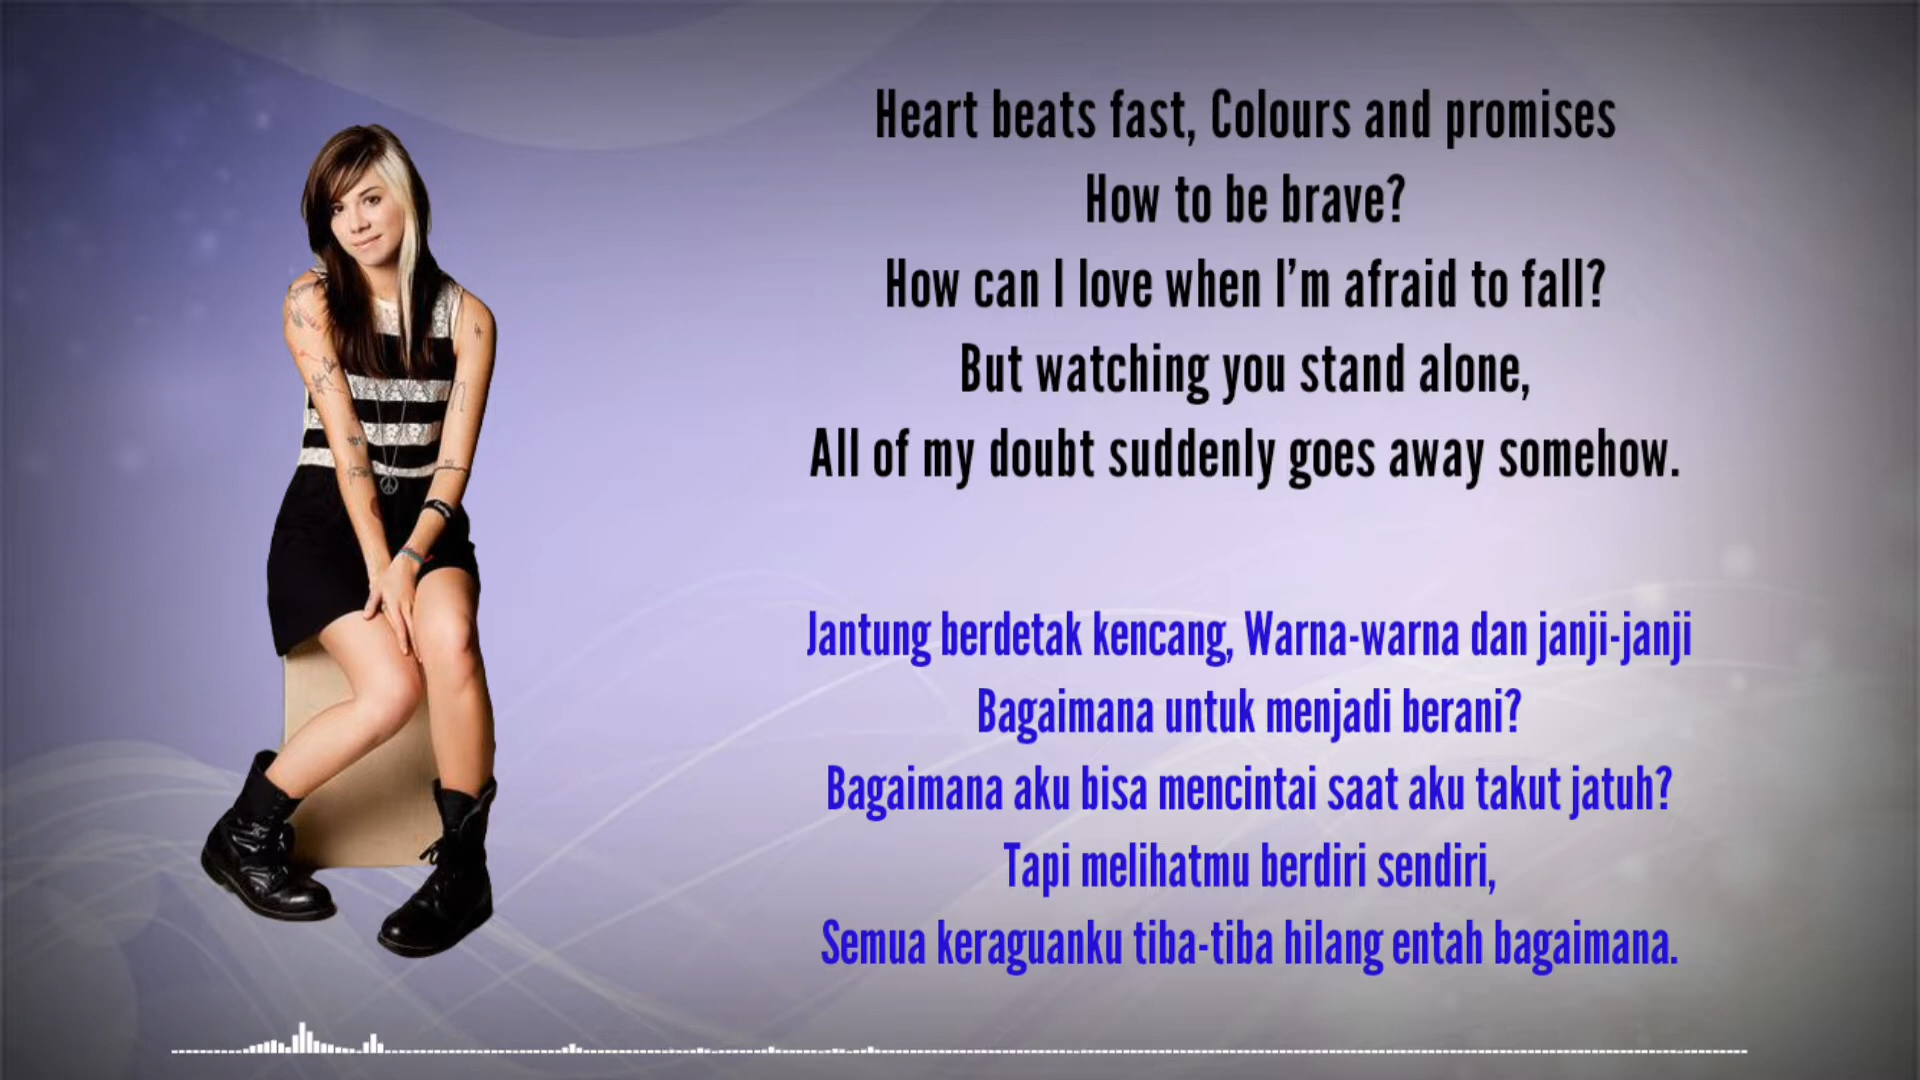 Heart beats fast, Colours and promises
How to be brave?
How can I love when I'm afraid to fall?
But watching you stand alone,
All of my doubt suddenly goes away somehow.
Jantung berdetak kencang, Warna-warna dan janji-janji
Bagaimana untuk menjadi berani?
Bagaimana aku bisa mencintai saat aku takut jatuh?
Tapi melihatmu berdiri sendiri,
Semua keraguanku tiba-tiba hilang entah bagaimana.